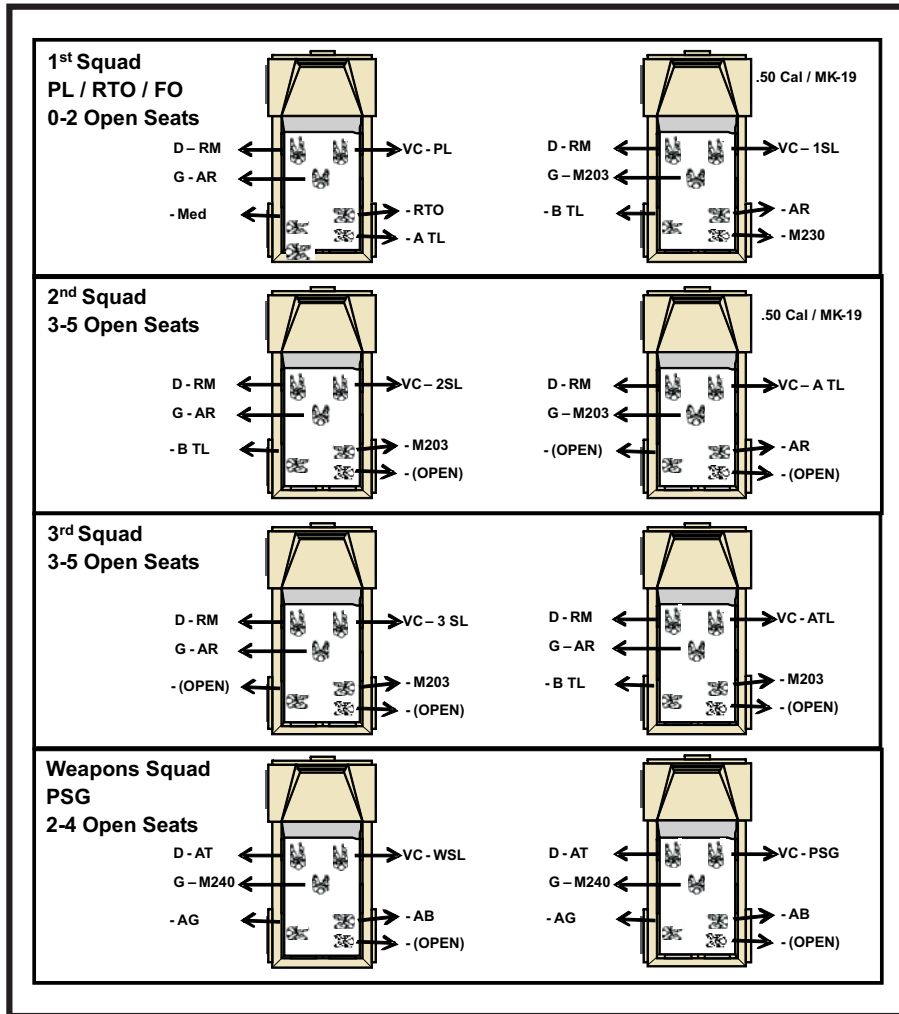 1st Squad
PL / RTO / FO
0-2 Open Seats
D – RM
G - AR
- Med
VC - PL
- RTO
- A TL
.50 Cal / MK-19
D - RM
G – M203
- B TL
VC – 1SL
- AR
- M230
2nd Squad
3-5 Open Seats
D - RM
G - AR
- B TL
VC – 2SL
- M203
- (OPEN)
.50 Cal / MK-19
D - RM
G – M203
- (OPEN)
VC – A TL
- AR
- (OPEN)
3rd Squad
3-5 Open Seats
D - RM
G - AR
- (OPEN)
VC – 3 SL
- M203
- (OPEN)
D - RM
G – AR
- B TL
VC - ATL
- M203
- (OPEN)
Weapons Squad
PSG
2-4 Open Seats
D - AT
G – M240
- AG
VC - WSL
- AB
- (OPEN)
D - AT
G – M240
- AG
VC - PSG
- AB
- (OPEN)